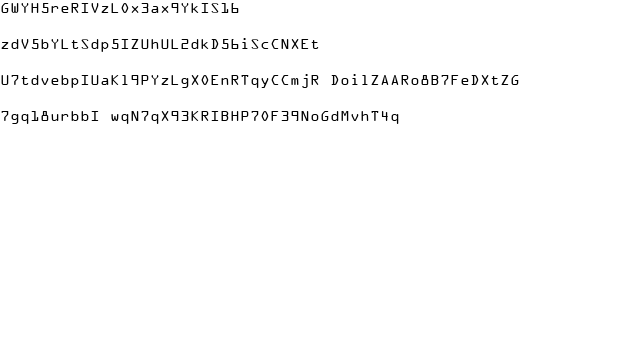 GWYH5reRIVzL0x3ax9YkIS16
zdV5bYLtSdp5IZUhUL2dkD56iScCNXEt
U7tdvebpIUaKl9PYzLgX0EnRTqyCCmjR DoilZAARo8B7FeDXtZG
7gq18urbbI wqN7qX93KRIBHP70F39NoGdMvhT4q